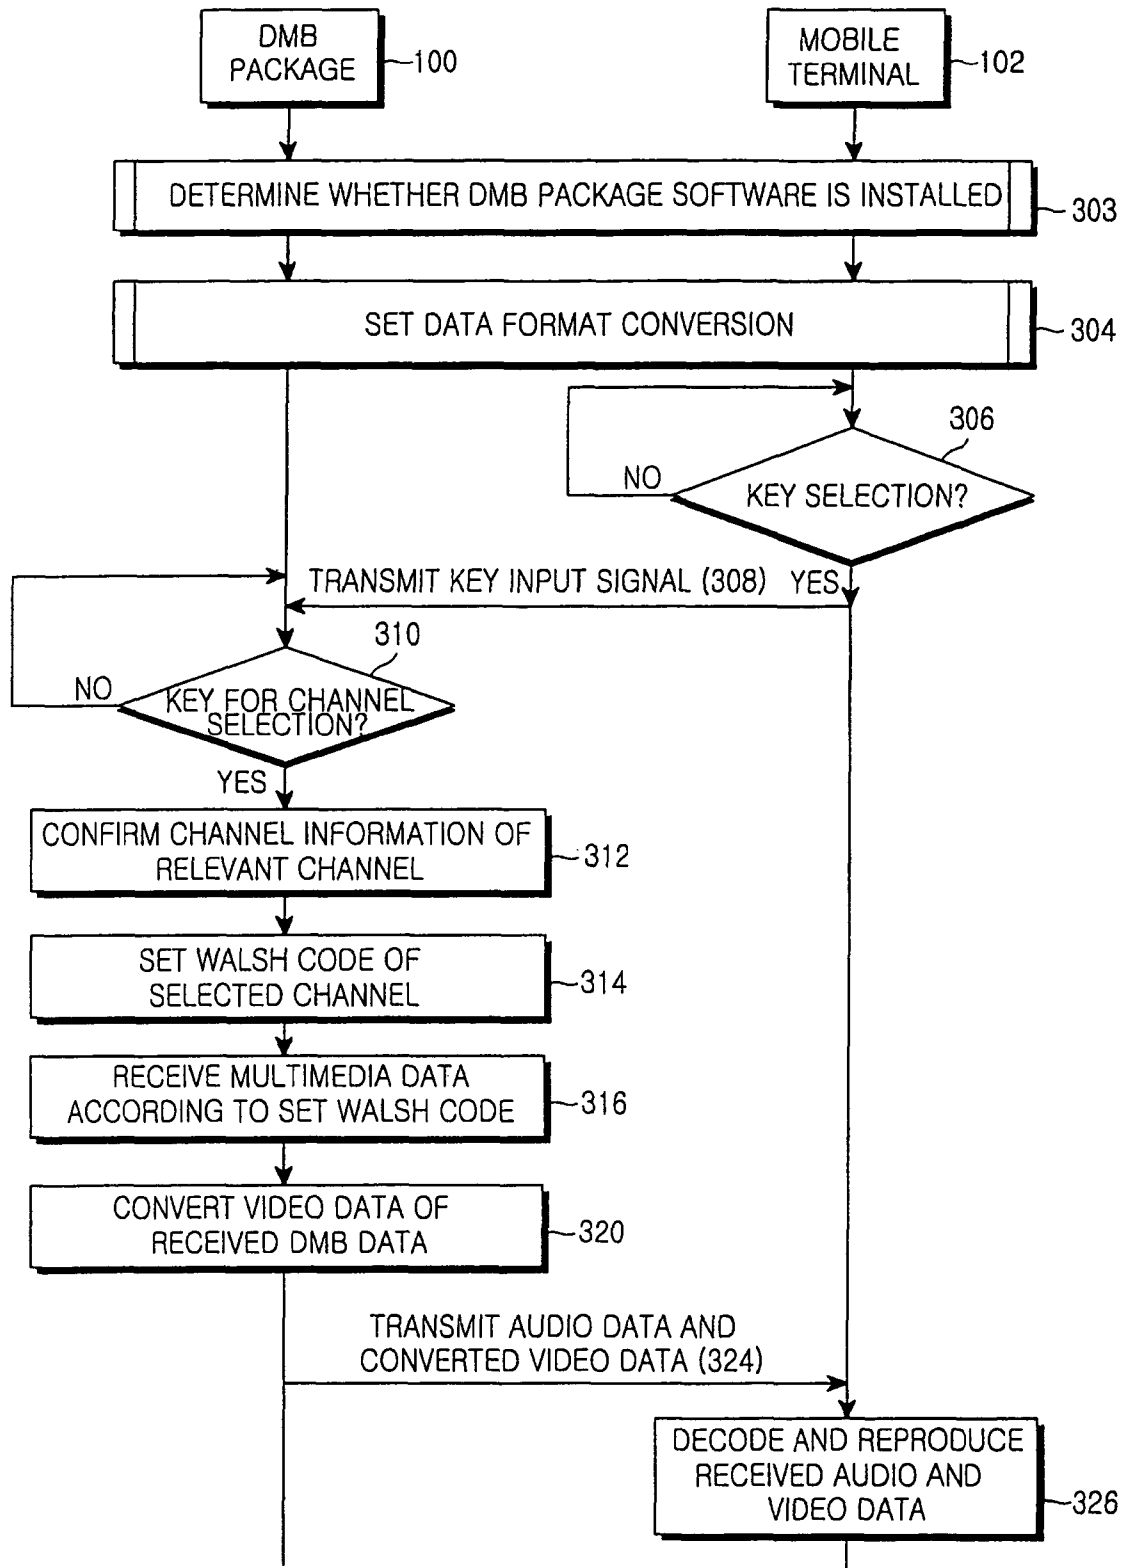 DMB
PACKAGE
100
MOBILE
TERMINAL
102
DETERMINE WHETHER DMB PACKAGE SOFTWARE IS INSTALLED
303
SET DATA FORMAT CONVERSION
304
306
NO
KEY SELECTION?
TRANSMIT KEY INPUT SIGNAL (308)
YES
310
NO
KEY FOR CHANNEL
SELECTION?
YES
CONFIRM CHANNEL INFORMATION OF
RELEVANT CHANNEL
312
SET WALSH CODE OF
SELECTED CHANNEL
314
RECEIVE MULTIMEDIA DATA
ACCORDING TO SET WALSH CODE
316
CONVERT VIDEO DATA OF
RECEIVED DMB DATA
320
TRANSMIT AUDIO DATA AND
CONVERTED VIDEO DATA (324)
DECODE AND REPRODUCE
RECEIVED AUDIO AND
VIDEO DATA
326